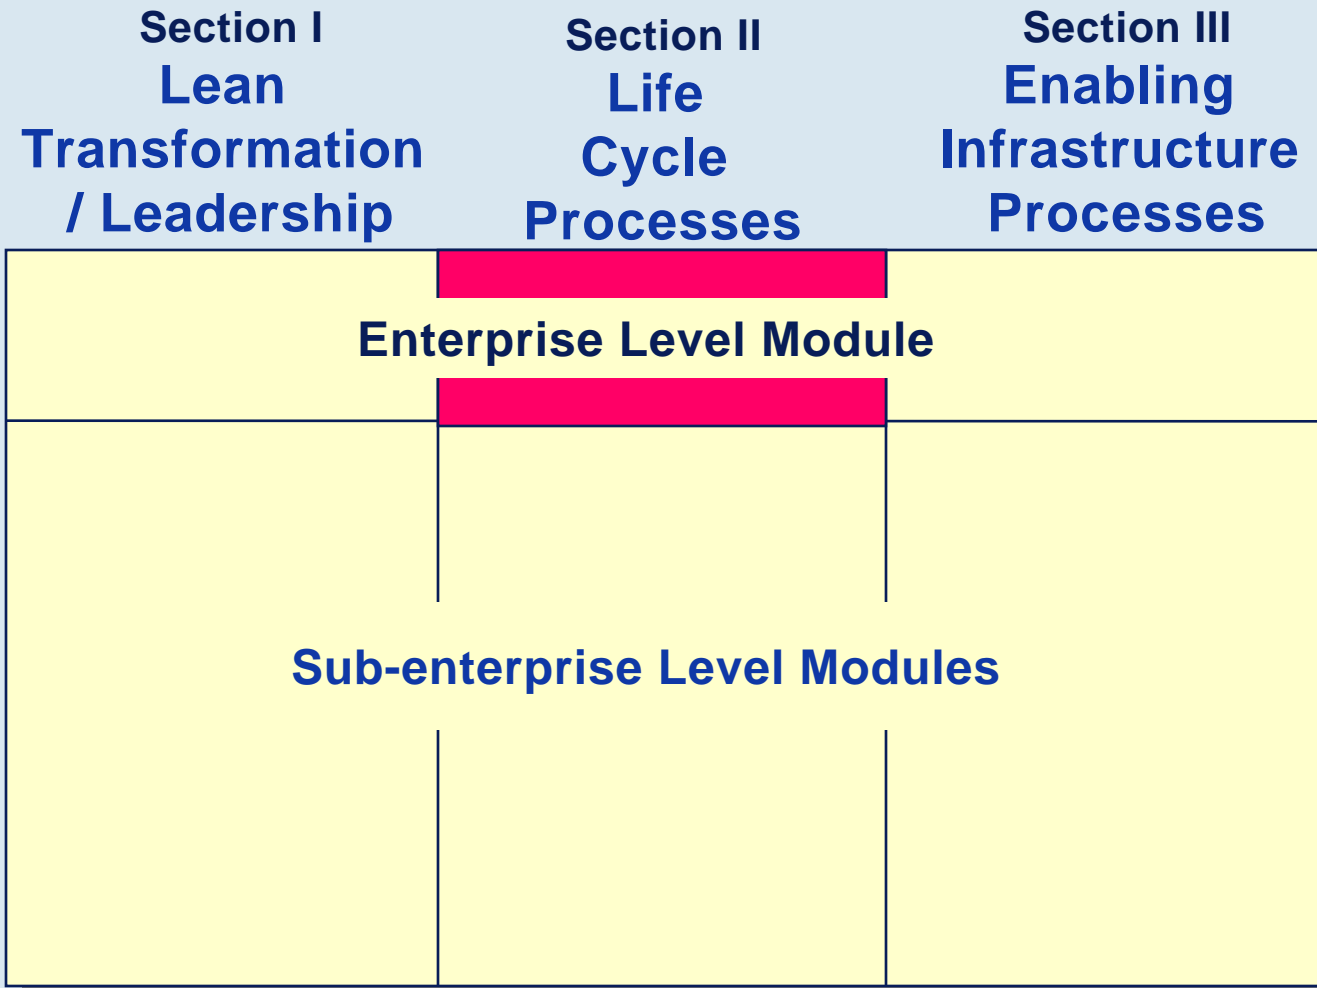 Section I
Lean
Transformation
/ Leadership
Section II
Life
Cycle
Processes
Section III
Enabling
Infrastructure
Processes
Enterprise Level Module
Sub-enterprise Level Modules